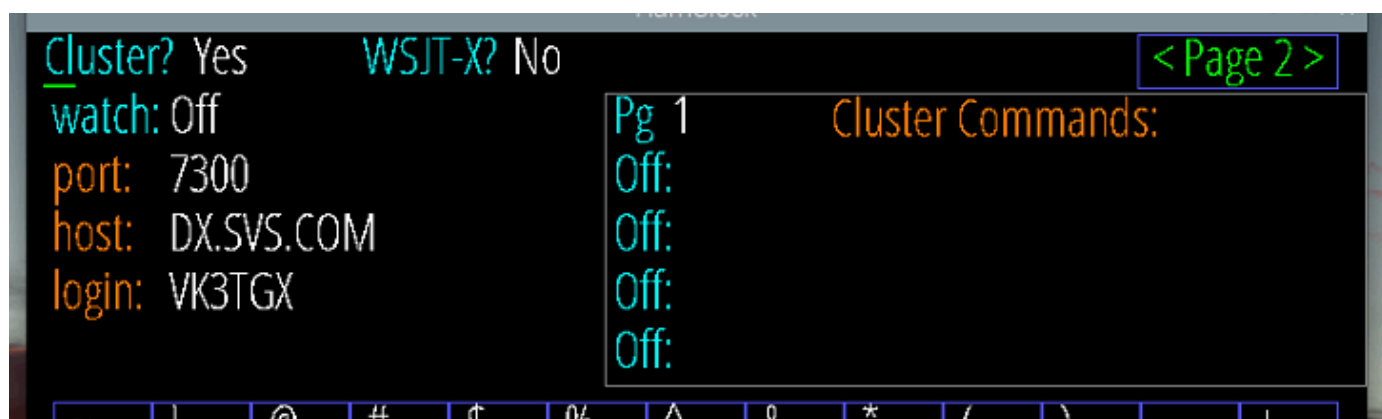 Cluster? Yes WSJT-X? No < Page 2 >
watch: Off
port: 7300
host: DX.SVS.COM
login: VK3TGX
Pg 1 Cluster Commands:
Off:
Off:
Off:
Off: